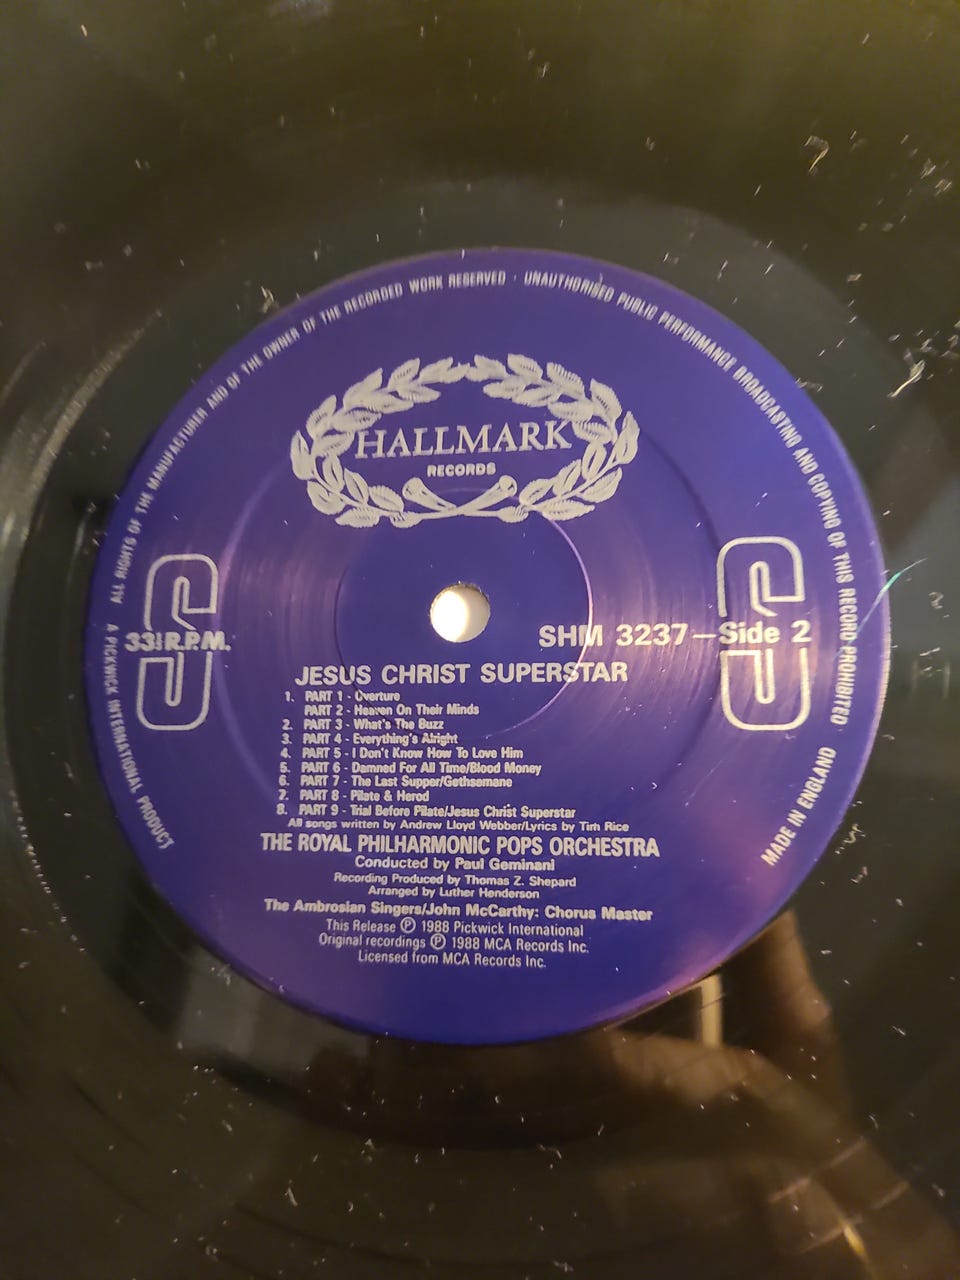 ALL RIGHTS OF THE MANUFACTURER AND OF THE OWNER OF THE RECORDED WORK RESERVED · UNAUTHORISED PUBLIC PERFORMANCE BROADCASTING AND COPYING OF THIS RECORD PROHIBITED
HALLMARK
RECORDS
S S
33⅓ R.P.M.
SHM 3237—Side 2
JESUS CHRIST SUPERSTAR
1. PART 1 - Overture
PART 2 - Heaven On Their Minds
2. PART 3 - What's The Buzz
3. PART 4 - Everything's Alright
4. PART 5 - I Don't Know How To Love Him
5. PART 6 - Damned For All Time/Blood Money
6. PART 7 - The Last Supper/Gethsemane
7. PART 8 - Pilate & Herod
8. PART 9 - Trial Before Pilate/Jesus Christ Superstar
All songs written by Andrew Lloyd Webber/Lyrics by Tim Rice
THE ROYAL PHILHARMONIC POPS ORCHESTRA
Conducted by Paul Geminani
Recording Produced by Thomas Z. Shepard
Arranged by Luther Henderson
The Ambrosian Singers/John McCarthy: Chorus Master
This Release ℗ 1988 Pickwick International
Original recordings ℗ 1988 MCA Records Inc.
Licensed from MCA Records Inc.
A PICKWICK INTERNATIONAL PRODUCT
MADE IN ENGLAND